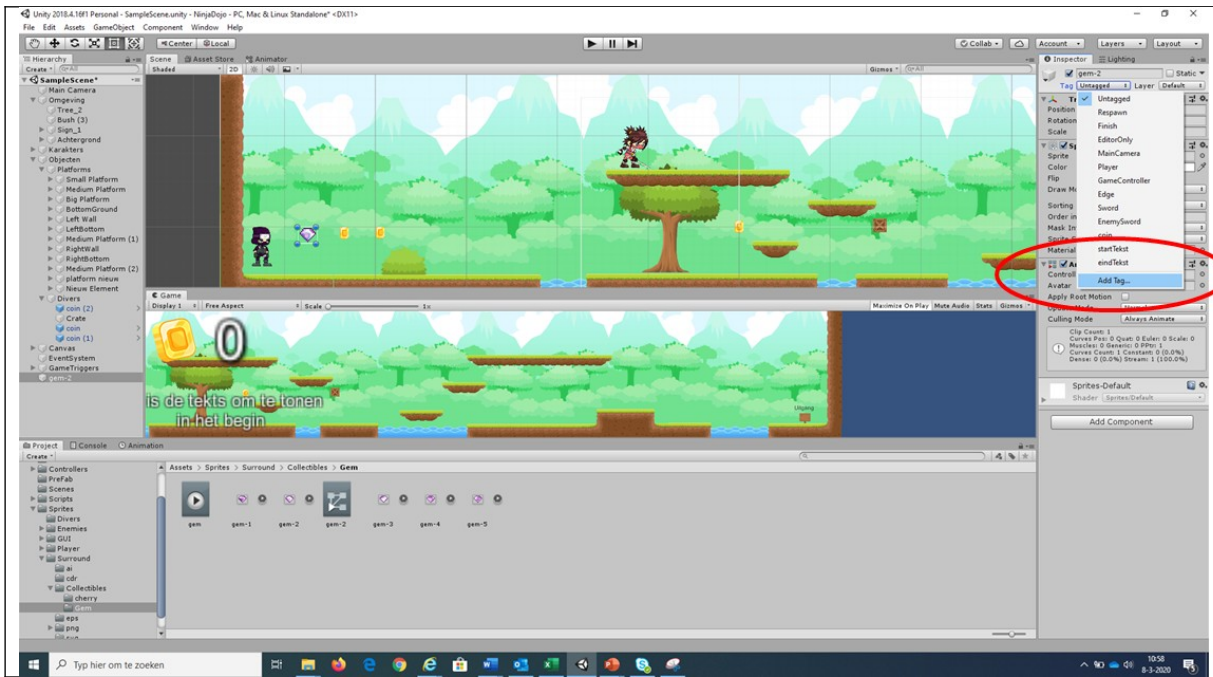 Unity 2018.4.16f1 Personal - SampleScene.unity - NinjaDojo - PC, Mac & Linux Standalone* <DX11>
File Edit Assets GameObject Component Window Help
Center Local
Collab Account Layers Layout
Hierarchy
Create All
SampleScene*
Main Camera
Omgeving
Tree_2
Bush (3)
Sign_1
Achtergrond
Karakters
Objecten
Platforms
Small Platform
Medium Platform
Big Platform
BottomGround
Left Wall
LeftBottom
Medium Platform (1)
RightWall
RightBottom
Medium Platform (2)
platform nieuw
Nieuw Element
Divers
coin (2)
Crate
coin
coin (1)
Canvas
EventSystem
GameTriggers
gem-2
Scene Asset Store Animator
Shaded 2D Gizmos All
Game
Display 1 Free Aspect Scale 1x Maximize On Play Mute Audio Stats Gizmos
0
is de tekts om te tonen
in het begin
Uitgang
Inspector Lighting
gem-2 Static
Tag Untagged Layer Default
Untagged
Respawn
Finish
EditorOnly
MainCamera
Player
GameController
Edge
Sword
EnemySword
coin
startTekst
eindTekst
Add Tag...
Position
Rotation
Scale
Sprite
Color
Flip
Draw Mo
Sorting
Order in
Mask In
Material
Controll
Avatar
Apply Root Motion
Culling Mode Always Animate
Clip Count: 1
Curves Pos: 0 Quat: 0 Euler: 0 Scale: 0
Muscles: 0 Generic: 0 PPtr: 1
Curves Count: 1 Constant: 0 (0.0%)
Dense: 0 (0.0%) Stream: 1 (100.0%)
Sprites-Default
Shader Sprites/Default
Add Component
Project Console Animation
Create
Controllers
PreFab
Scenes
Scripts
Sprites
Divers
Enemies
GUI
Player
Surround
ai
cdr
Collectibles
cherry
Gem
eps
png
Assets > Sprites > Surround > Collectibles > Gem
gem gem-1 gem-2 gem-2 gem-3 gem-4 gem-5
Typ hier om te zoeken
10:58
8-3-2020